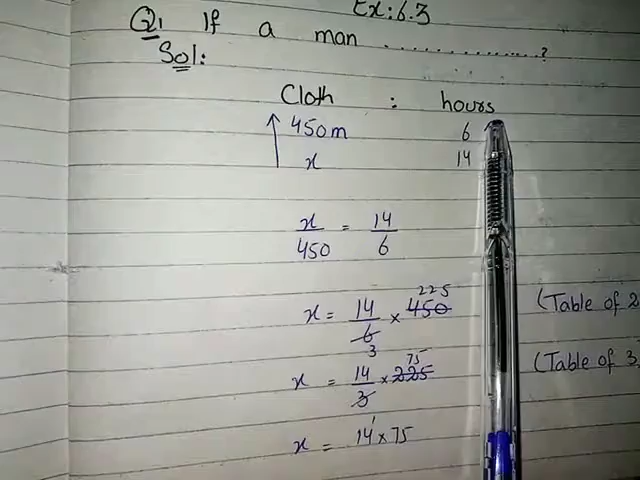 Ex: 6.3
Q1 If a man ..............?
Sol:
Cloth : hours
450m 6
x 14
x/450 = 14/6
225
x = 14/6 × 450 (Table of 2
3
75
x = 14/3 × 225 (Table of 3
x = 14 × 75